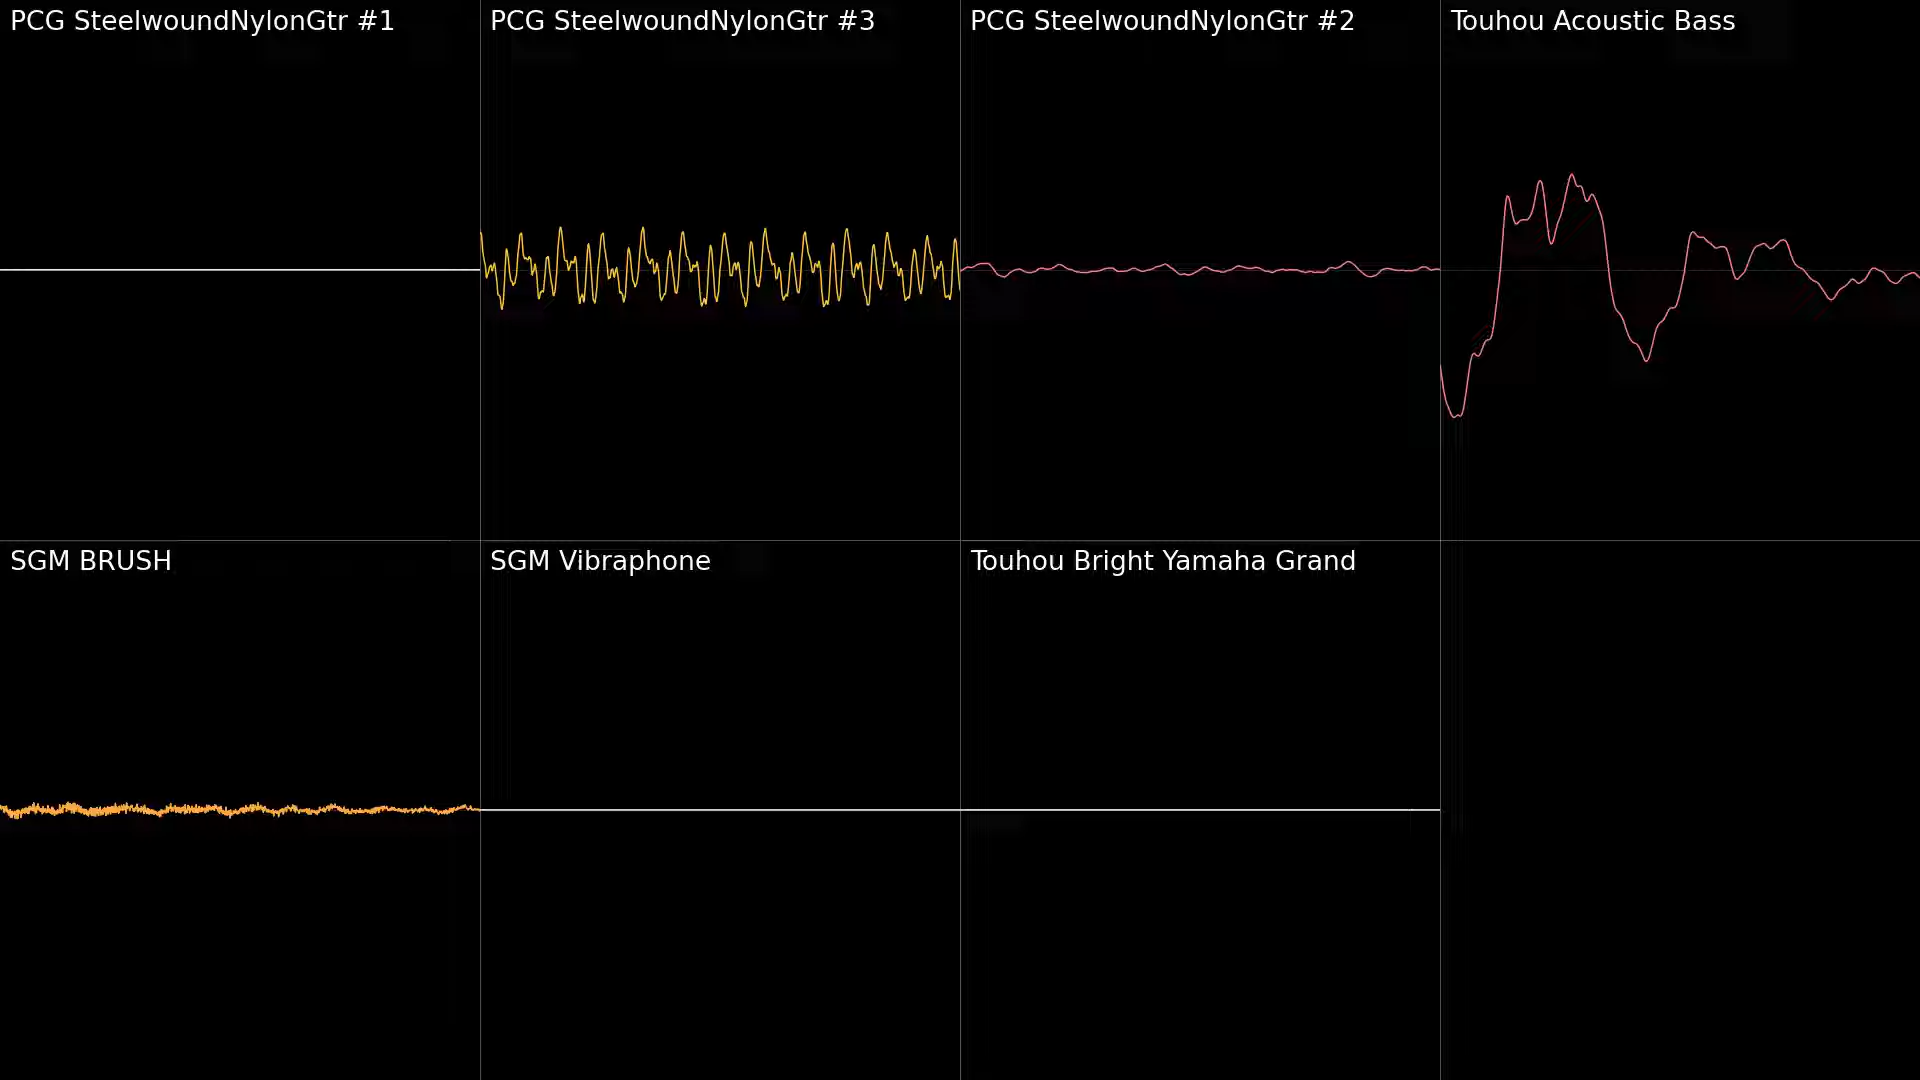 PCG SteelwoundNylonGtr #1
PCG SteelwoundNylonGtr #3
PCG SteelwoundNylonGtr #2
Touhou Acoustic Bass
SGM BRUSH
SGM Vibraphone
Touhou Bright Yamaha Grand